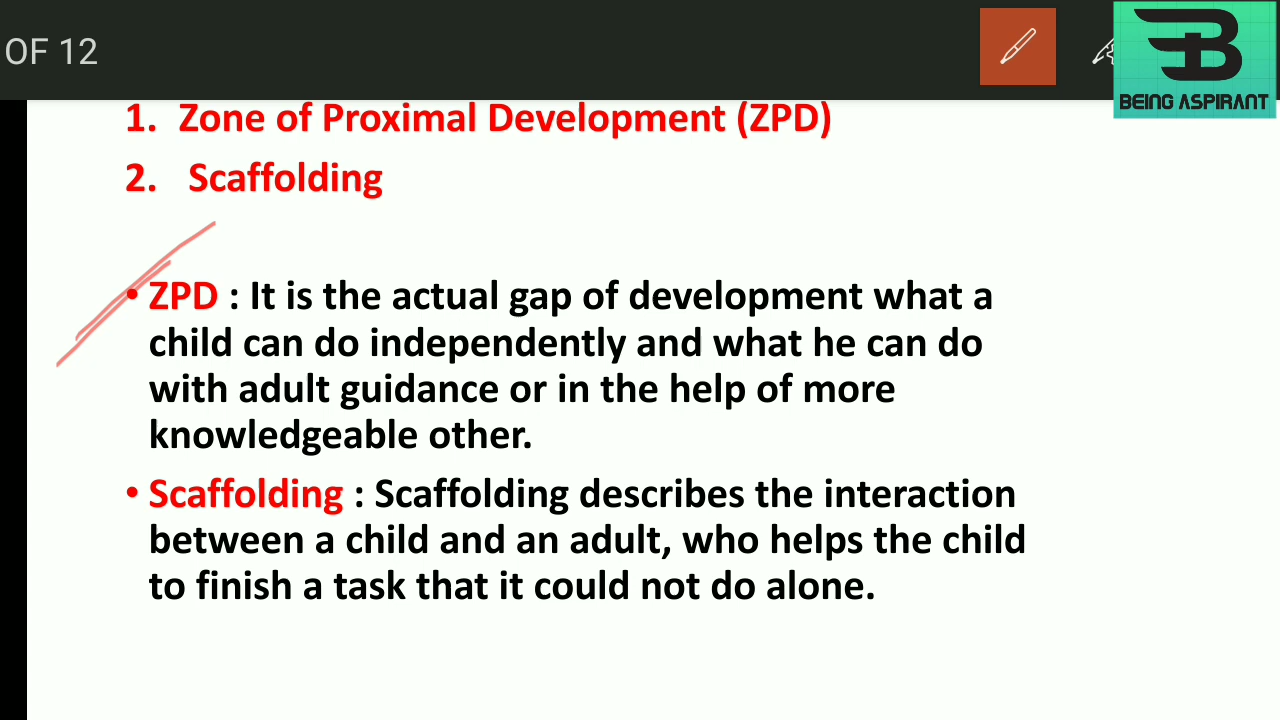 OF 12
BEING ASPIRANT
1. Zone of Proximal Development (ZPD)
2. Scaffolding
• ZPD : It is the actual gap of development what a
child can do independently and what he can do
with adult guidance or in the help of more
knowledgeable other.
• Scaffolding : Scaffolding describes the interaction
between a child and an adult, who helps the child
to finish a task that it could not do alone.